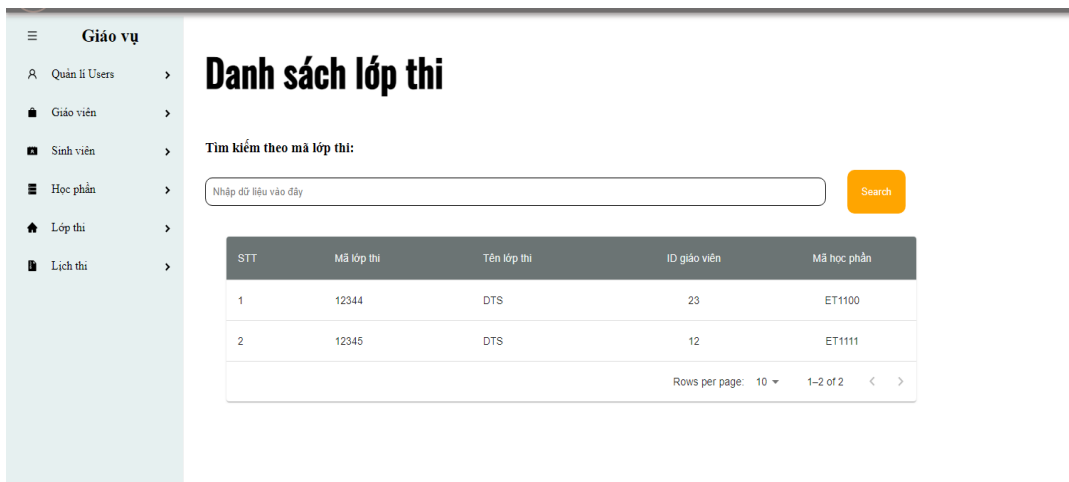 Giáo vụ
Quản lí Users
Giáo viên
Sinh viên
Học phần
Lớp thi
Lịch thi
Danh sách lớp thi
Tìm kiếm theo mã lớp thi:
Nhập dữ liệu vào đây
Search
STT Mã lớp thi Tên lớp thi ID giáo viên Mã học phần
1 12344 DTS 23 ET1100
2 12345 DTS 12 ET1111
Rows per page: 10 1–2 of 2